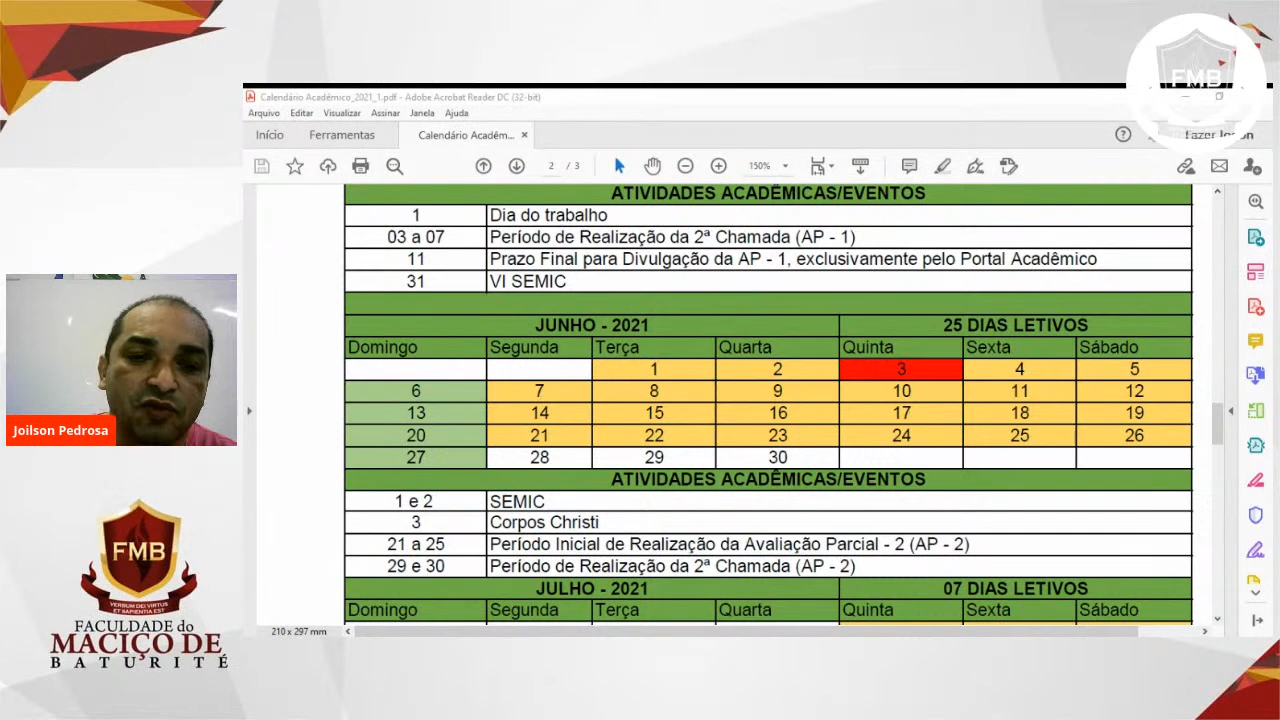 FMB
Calendário Acadêmico_2021_1.pdf - Adobe Acrobat Reader DC (32-bit)
Arquivo Editar Visualizar Assinar Janela Ajuda
Início Ferramentas Calendário Acadêm... ×
2 / 3 150%
ATIVIDADES ACADÊMICAS/EVENTOS
1 Dia do trabalho
03 a 07 Período de Realização da 2ª Chamada (AP - 1)
11 Prazo Final para Divulgação da AP - 1, exclusivamente pelo Portal Acadêmico
31 VI SEMIC
JUNHO - 2021 25 DIAS LETIVOS
Domingo Segunda Terça Quarta Quinta Sexta Sábado
1 2 3 4 5
6 7 8 9 10 11 12
13 14 15 16 17 18 19
20 21 22 23 24 25 26
27 28 29 30
ATIVIDADES ACADÊMICAS/EVENTOS
1 e 2 SEMIC
3 Corpos Christi
21 a 25 Período Inicial de Realização da Avaliação Parcial - 2 (AP - 2)
29 e 30 Período de Realização da 2ª Chamada (AP - 2)
JULHO - 2021 07 DIAS LETIVOS
Domingo Segunda Terça Quarta Quinta Sexta Sábado
210 x 297 mm
Joilson Pedrosa
FMB
VERBUM DEI VIRTUS
ET SAPIENTIA EST
FACULDADE do
MACIÇO DE
BATURITÉ